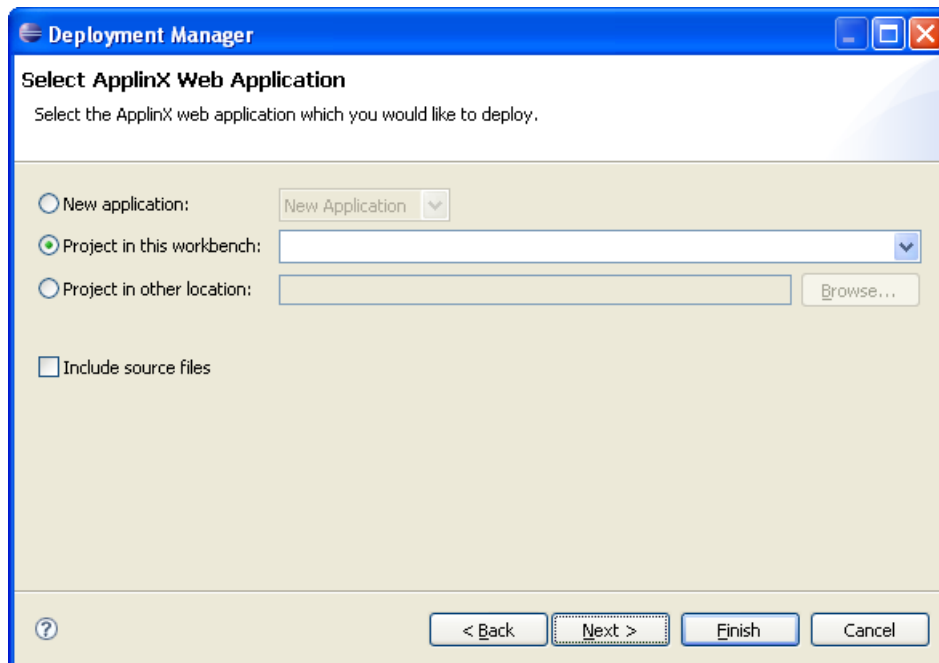 Deployment Manager
Select ApplinX Web Application
Select the ApplinX web application which you would like to deploy.
New application: New Application
Project in this workbench:
Project in other location: Browse...
Include source files
? < Back Next > Finish Cancel